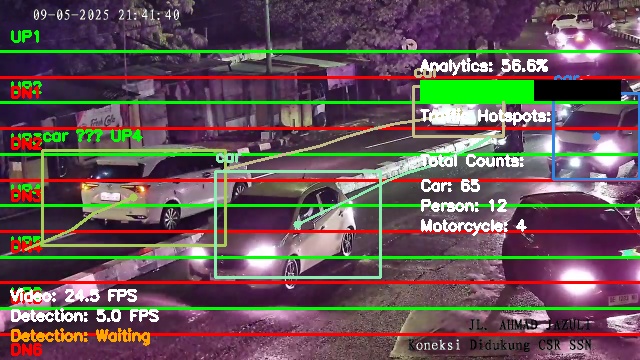 09-05-2025 21:41:40
UP1
Analytics: 56.6%
car
car
DN1
Hotspots:
DN2
car ??? UP4
car
Total Counts:
DN3
Car: 65
Person: 12
Motorcycle: 4
Video: 24.5 FPS
Detection: 5.0 FPS
Detection: Waiting
DN6
JL. AHMAD JAZULI
Koneksi Didukung CSR SSN